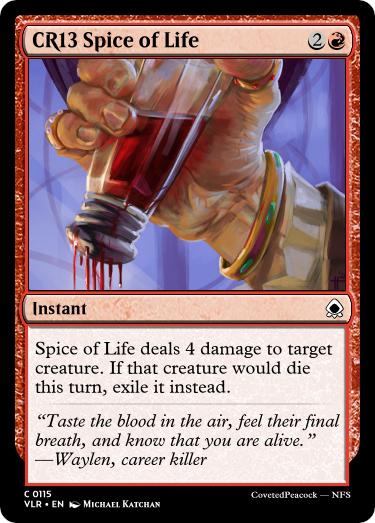 CR13 Spice of Life 2
Instant
Spice of Life deals 4 damage to target
creature. If that creature would die
this turn, exile it instead.
“Taste the blood in the air, feel their final
breath, and know that you are alive.”
—Waylen, career killer
C 0115
VLR • EN Michael Katchan
CovetedPeacock — NFS